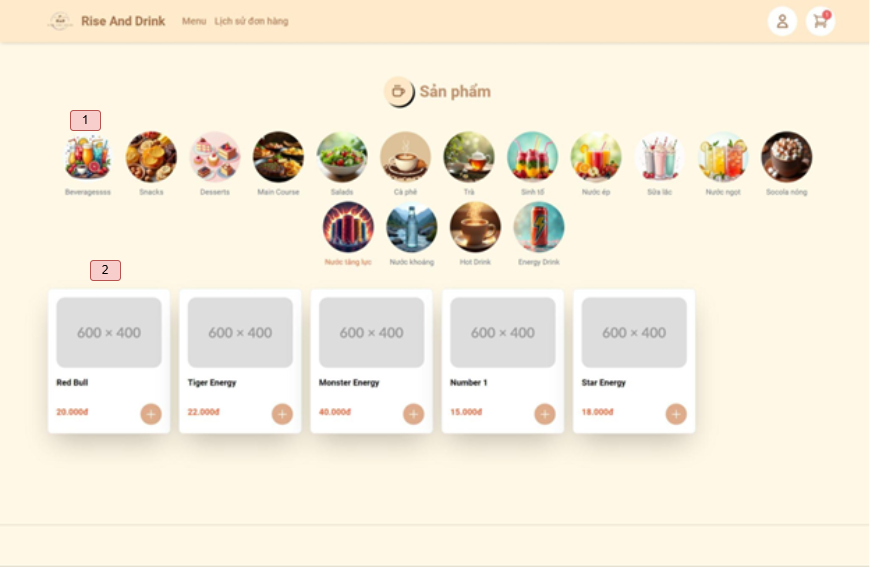 Rise And Drink Menu Lịch sử đơn hàng 1
Sản phẩm
1
Beveragessss Snacks Desserts Main Course Salads Cà phê Trà Sinh tố Nước ép Sữa lắc Nước ngọt Socola nóng
Nước tăng lực Nước khoáng Hot Drink Energy Drink
2
600 × 400 600 × 400 600 × 400 600 × 400 600 × 400
Red Bull Tiger Energy Monster Energy Number 1 Star Energy
20.000đ 22.000đ 40.000đ 15.000đ 18.000đ